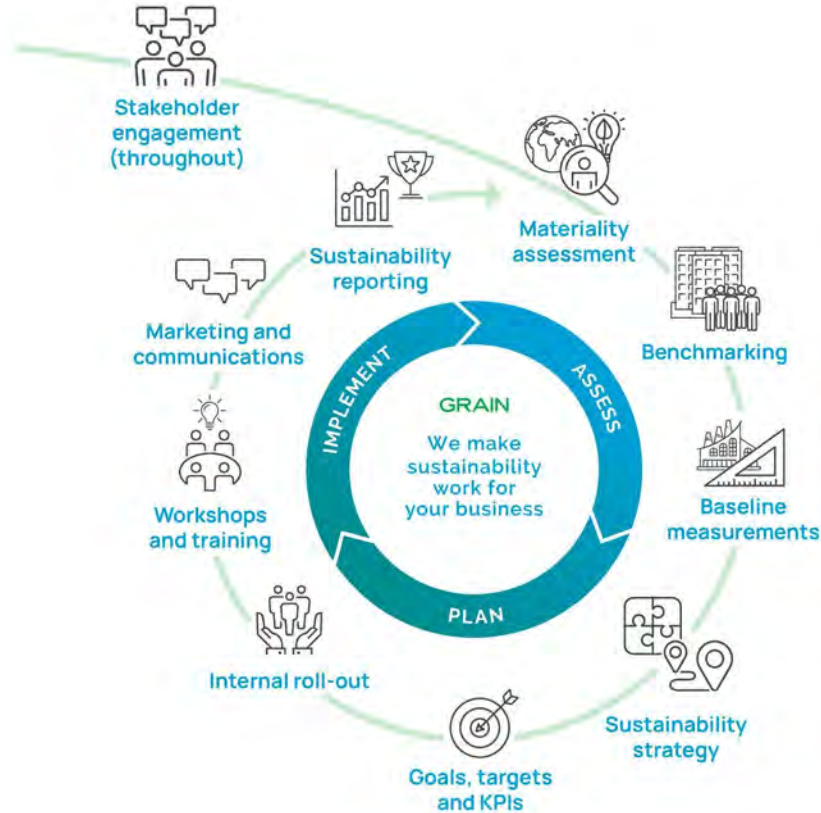 Stakeholder
engagement
(throughout)
Materiality
assessment
Benchmarking
Baseline
measurements
Sustainability
strategy
Goals, targets
and KPIs
Internal roll-out
Workshops
and training
Marketing and
communications
Sustainability
reporting
ASSESS
PLAN
IMPLEMENT
GRAIN
We make
sustainability
work for
your business